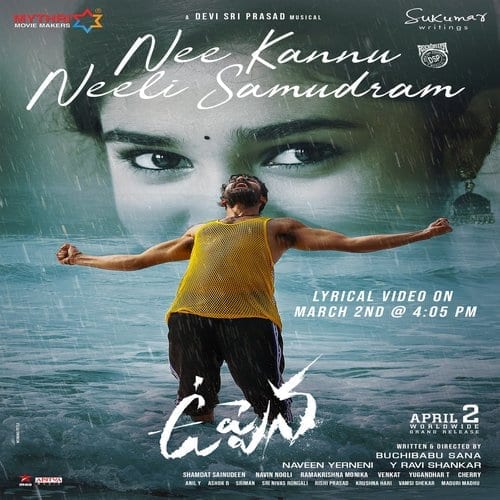 MYTHRI
MOVIE MAKERS
A DEVI SRI PRASAD MUSICAL
SUKUMAR
writings
DSP
Nee Kannu
Neeli Samudram
LYRICAL VIDEO ON
MARCH 2ND @ 4:05 PM
ఉప్పెన
APRIL 2
WORLDWIDE
GRAND RELEASE
WRITTEN & DIRECTED BY
BUCHIBABU SANA
NAVEEN YERNENI Y RAVI SHANKAR
SHAMDAT SAINUDEEN NAVIN NOOLI RAMAKRISHNA MONIKA VENKAT YUGANDHAR T CHERRY
ANIL Y ASHOK B SRIMAN SRI NIVAS RONGALI RISHI PRASAD KRUSHNA HARI VAMSI SHEKAR MADURI MADHU